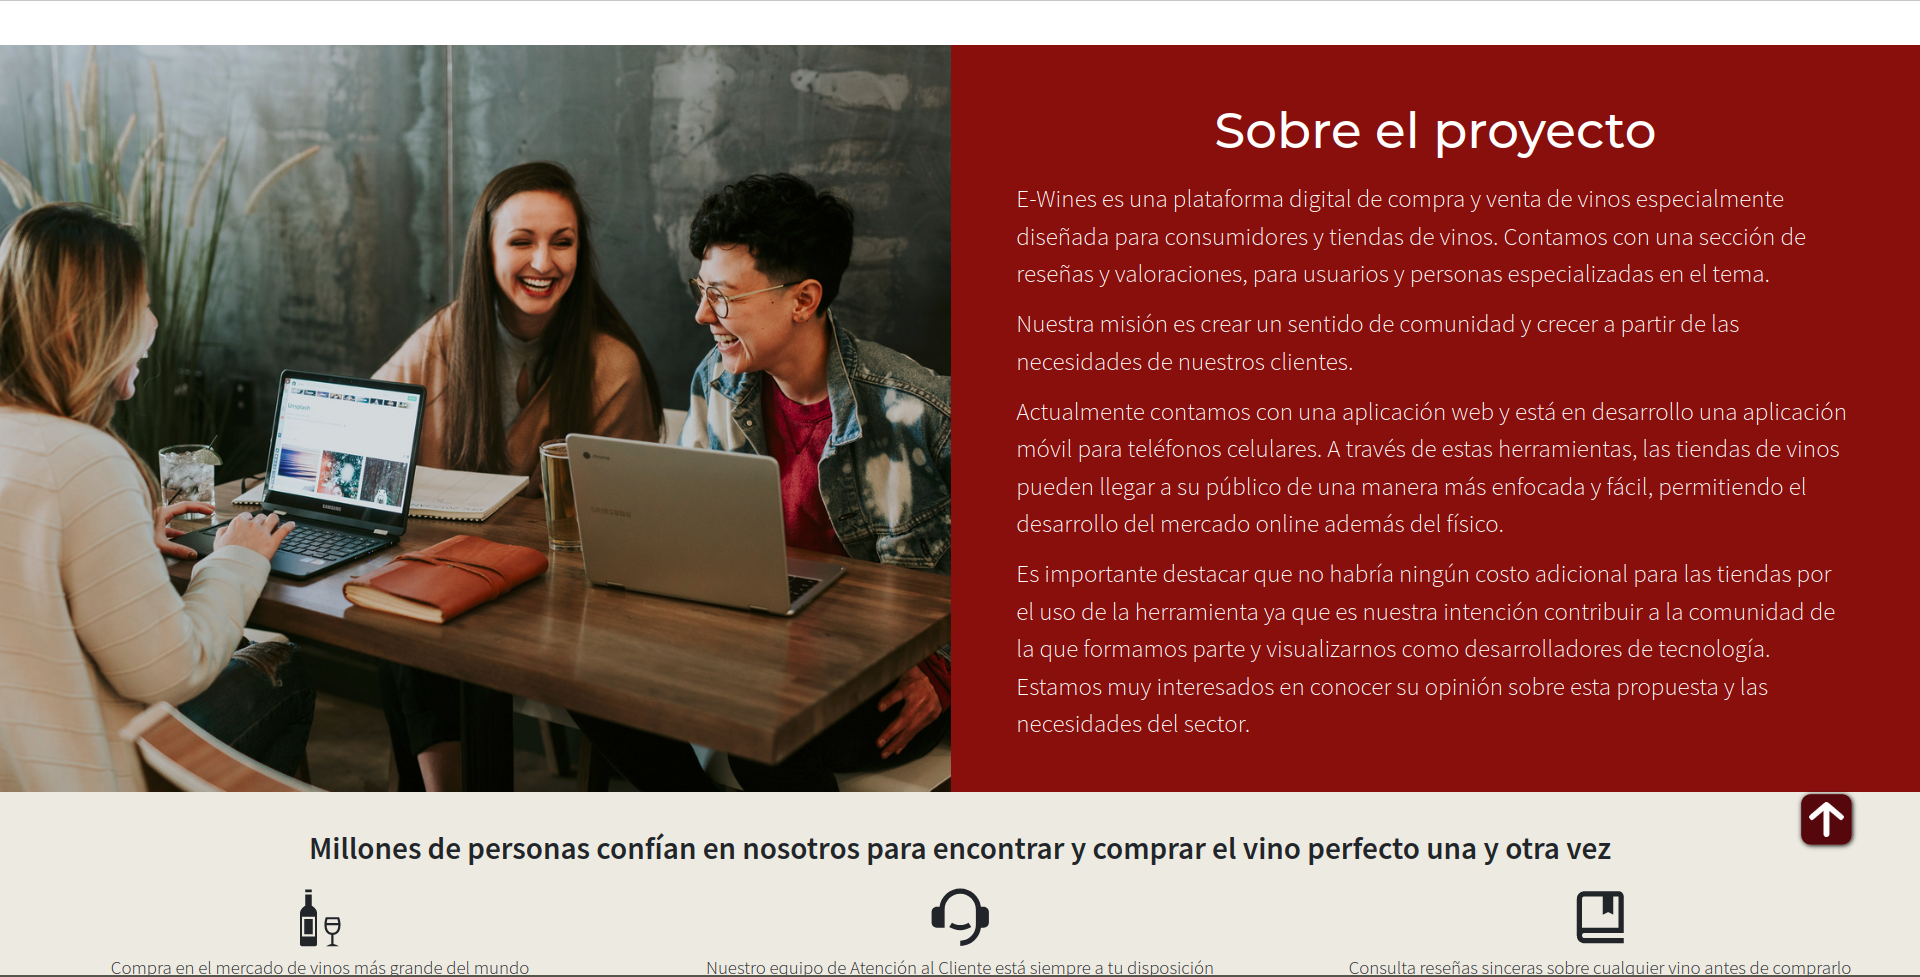 Sobre el proyecto
E-Wines es una plataforma digital de compra y venta de vinos especialmente
diseñada para consumidores y tiendas de vinos. Contamos con una sección de
reseñas y valoraciones, para usuarios y personas especializadas en el tema.
Nuestra misión es crear un sentido de comunidad y crecer a partir de las
necesidades de nuestros clientes.
Actualmente contamos con una aplicación web y está en desarrollo una aplicación
móvil para teléfonos celulares. A través de estas herramientas, las tiendas de vinos
pueden llegar a su público de una manera más enfocada y fácil, permitiendo el
desarrollo del mercado online además del físico.
Es importante destacar que no habría ningún costo adicional para las tiendas por
el uso de la herramienta ya que es nuestra intención contribuir a la comunidad de
la que formamos parte y visualizarnos como desarrolladores de tecnología.
Estamos muy interesados en conocer su opinión sobre esta propuesta y las
necesidades del sector.
Unsplash
SAMSUNG
SAMSUNG
Millones de personas confían en nosotros para encontrar y comprar el vino perfecto una y otra vez
Compra en el mercado de vinos más grande del mundo
Nuestro equipo de Atención al Cliente está siempre a tu disposición
Consulta reseñas sinceras sobre cualquier vino antes de comprarlo